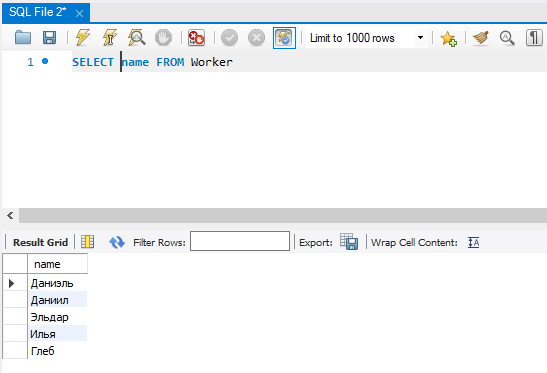 SQL File 2*
Limit to 1000 rows
1 SELECT name FROM Worker
Result Grid Filter Rows: Export: Wrap Cell Content:
name
Даниэль
Даниил
Эльдар
Илья
Глеб